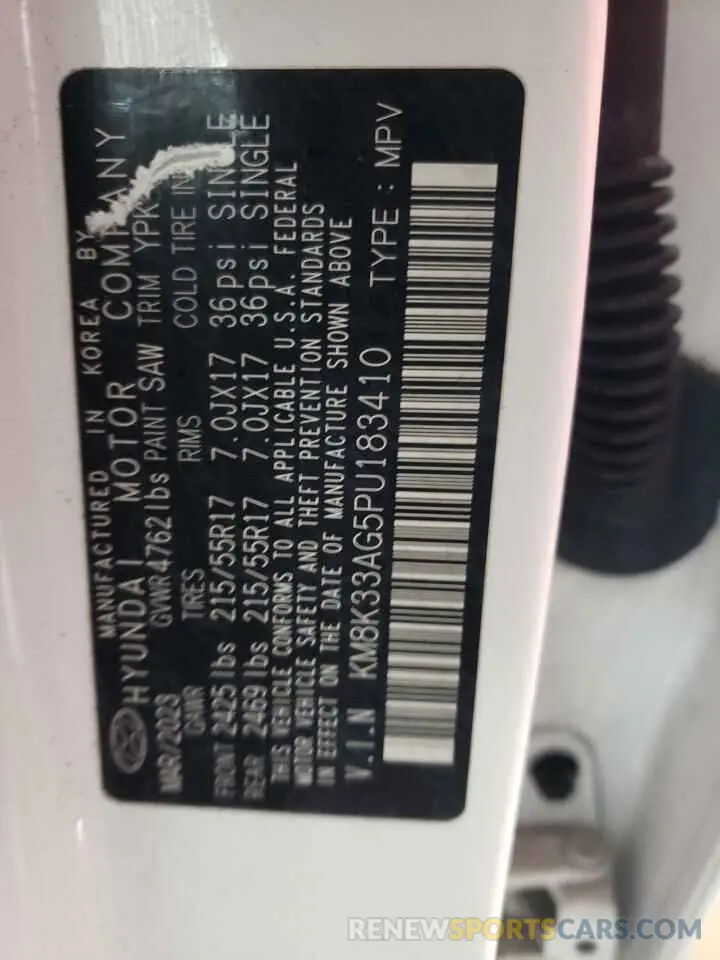 MANUFACTURED IN KOREA BY
HYUNDAI MOTOR COMPANY
MAR/2023 GVWR 4762lbs PAINT SAW TRIM YPK
GAWR TIRES RIMS COLD TIRE
FRONT 2425lbs 215/55R17 7.0JX17 36psi SINGLE
REAR 2469lbs 215/55R17 7.0JX17 36psi SINGLE
THIS VEHICLE CONFORMS TO ALL APPLICABLE U.S.A. FEDERAL
MOTOR VEHICLE SAFETY AND THEFT PREVENTION STANDARDS
IN EFFECT ON THE DATE OF MANUFACTURE SHOWN ABOVE
V.I.N KM8K33AG5PU183410 TYPE : MPV
RENEWSPORTSCARS.COM